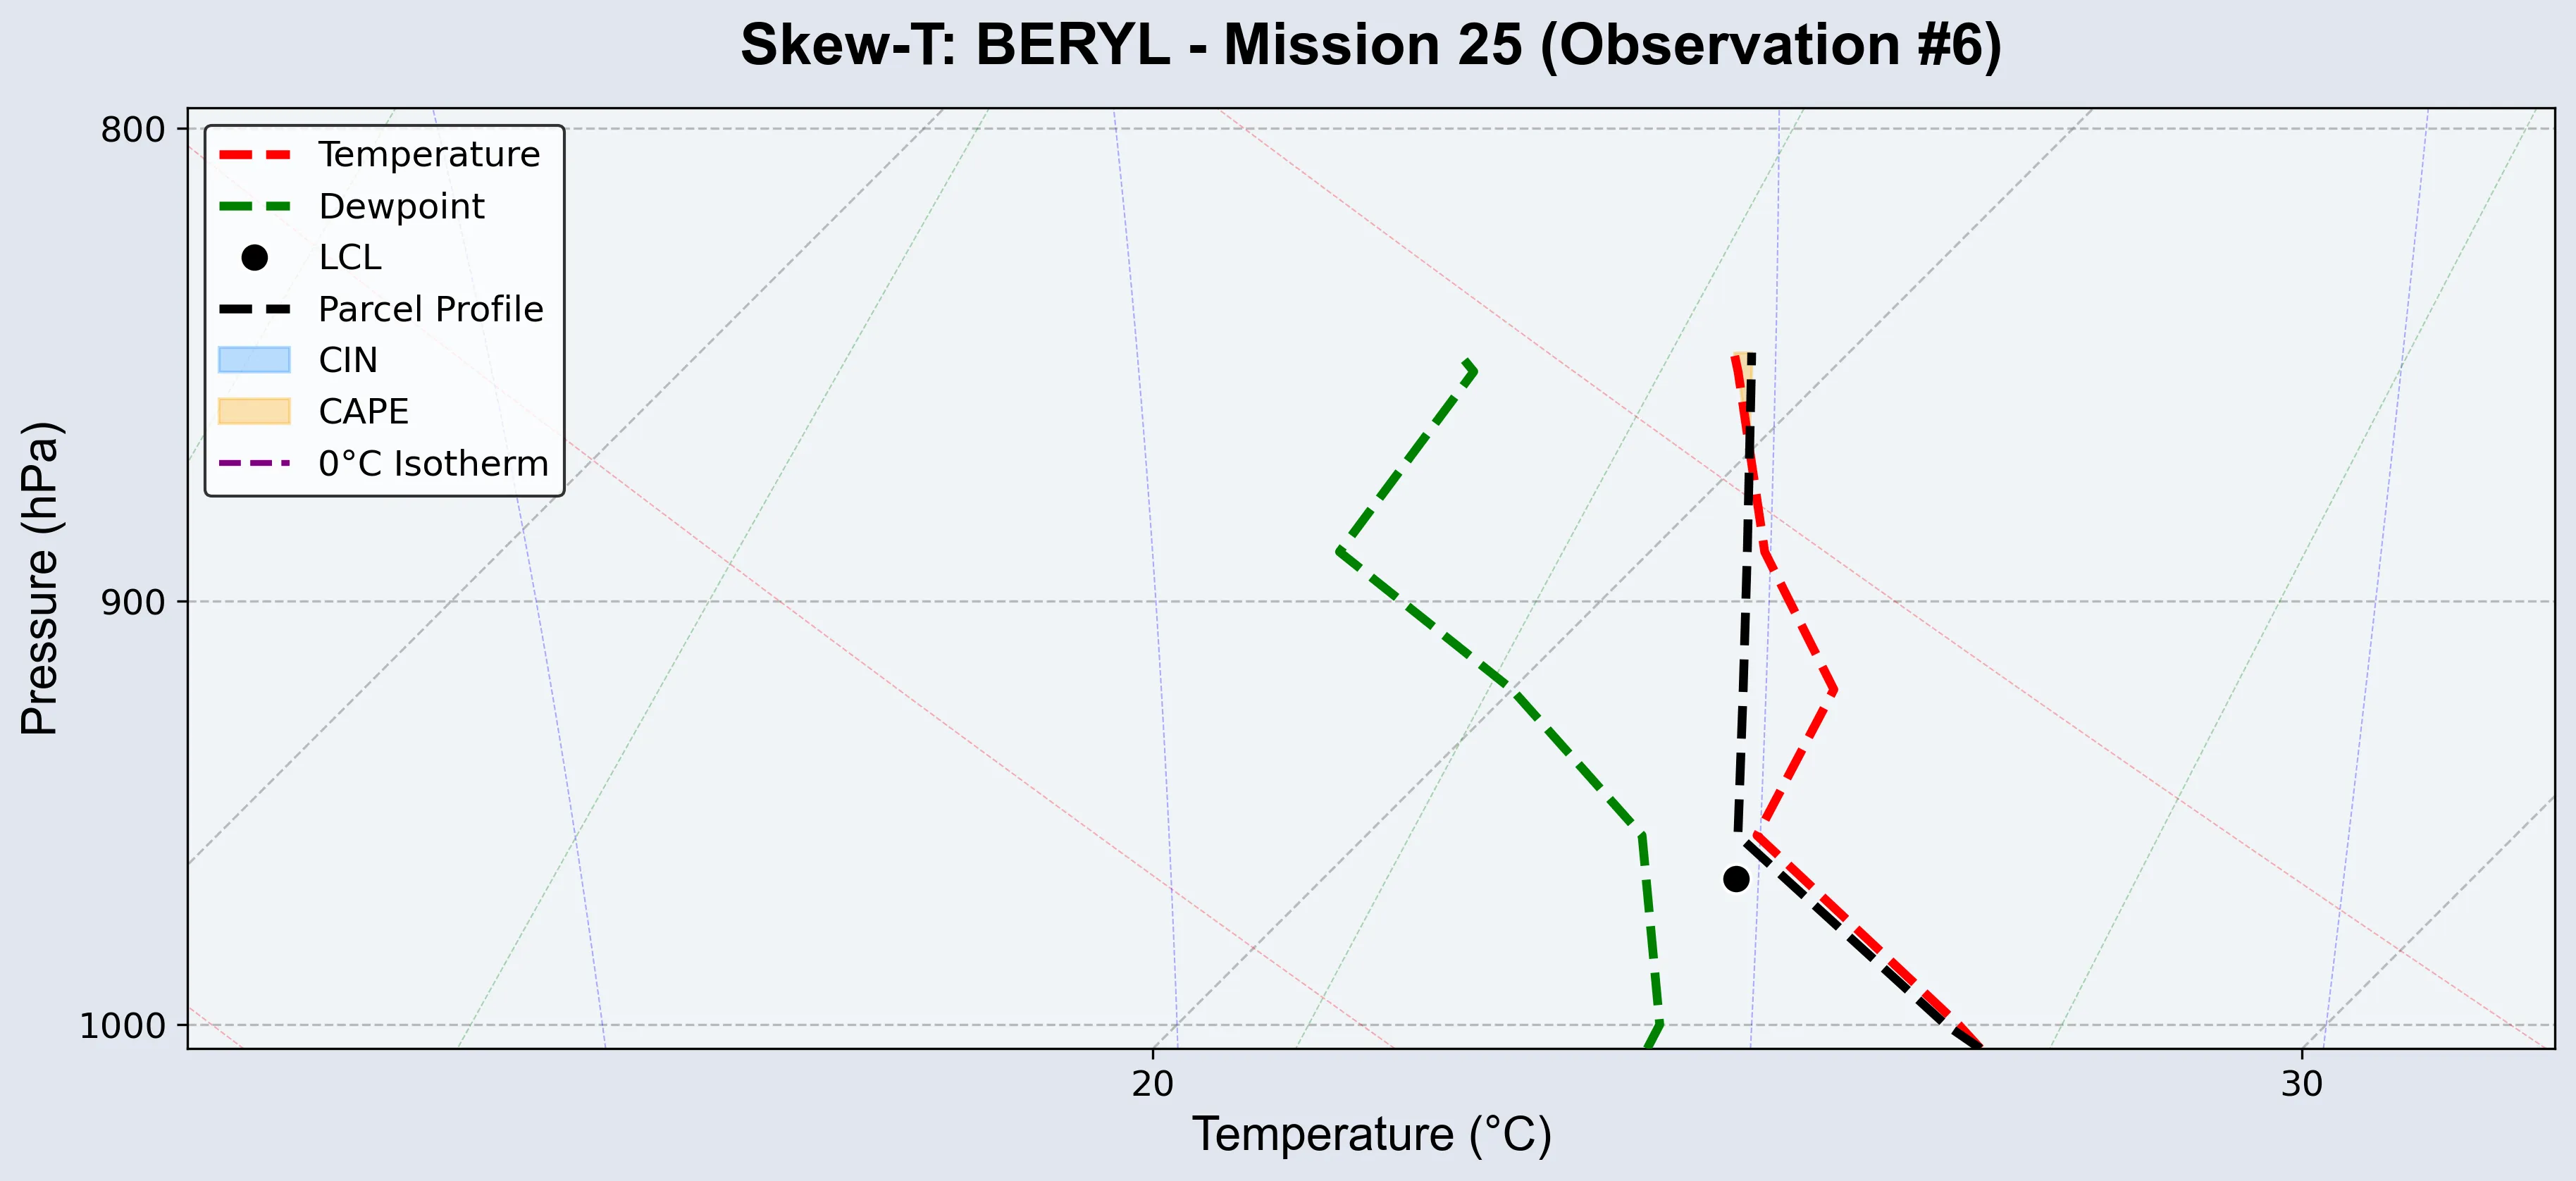 Skew-T: BERYL - Mission 25 (Observation #6)
800
900
1000
Pressure (hPa)
Temperature
Dewpoint
LCL
Parcel Profile
CIN
CAPE
0°C Isotherm
20
30
Temperature (°C)